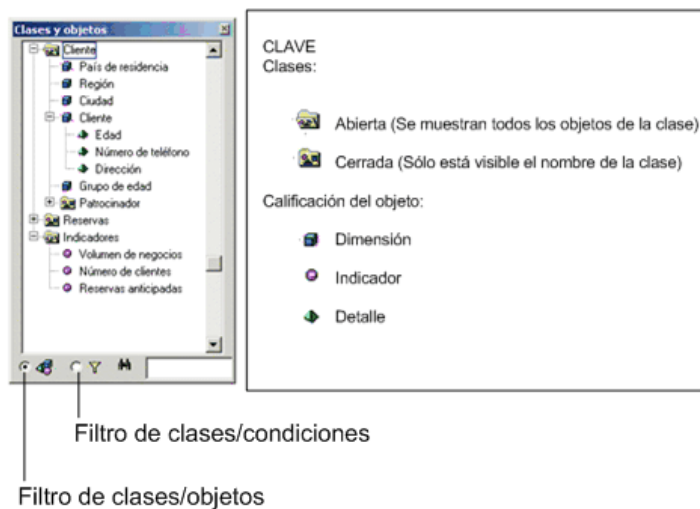 Clases y objetos
Cliente
País de residencia
Región
Ciudad
Cliente
Edad
Número de teléfono
Dirección
Grupo de edad
Patrocinador
Reservas
Indicadores
Volumen de negocios
Número de clientes
Reservas anticipadas
CLAVE
Clases:
Abierta (Se muestran todos los objetos de la clase)
Cerrada (Sólo está visible el nombre de la clase)
Calificación del objeto:
Dimensión
Indicador
Detalle
Filtro de clases/condiciones
Filtro de clases/objetos